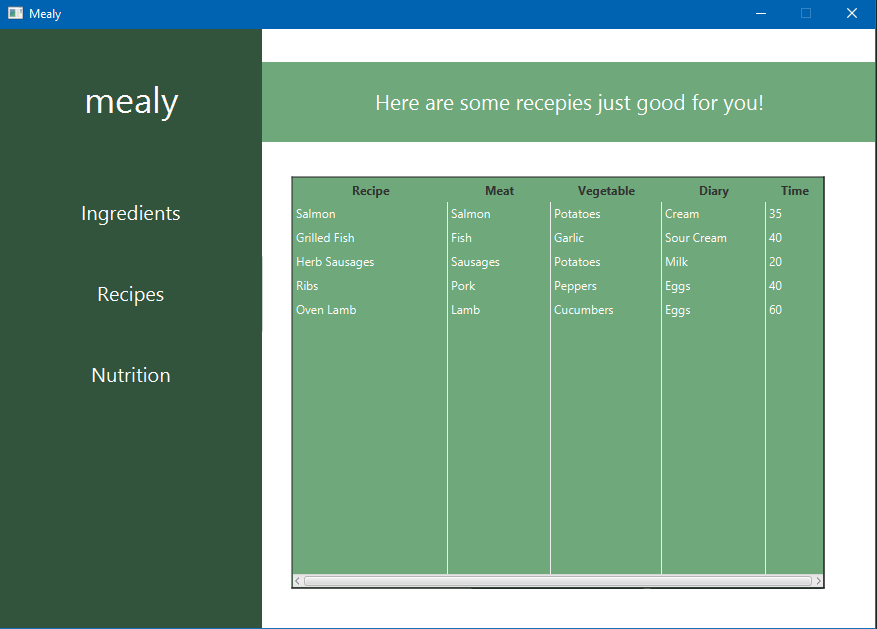 Mealy
mealy
Ingredients
Recipes
Nutrition
Here are some recepies just good for you!
Recipe Meat Vegetable Diary Time
Salmon Salmon Potatoes Cream 35
Grilled Fish Fish Garlic Sour Cream 40
Herb Sausages Sausages Potatoes Milk 20
Ribs Pork Peppers Eggs 40
Oven Lamb Lamb Cucumbers Eggs 60